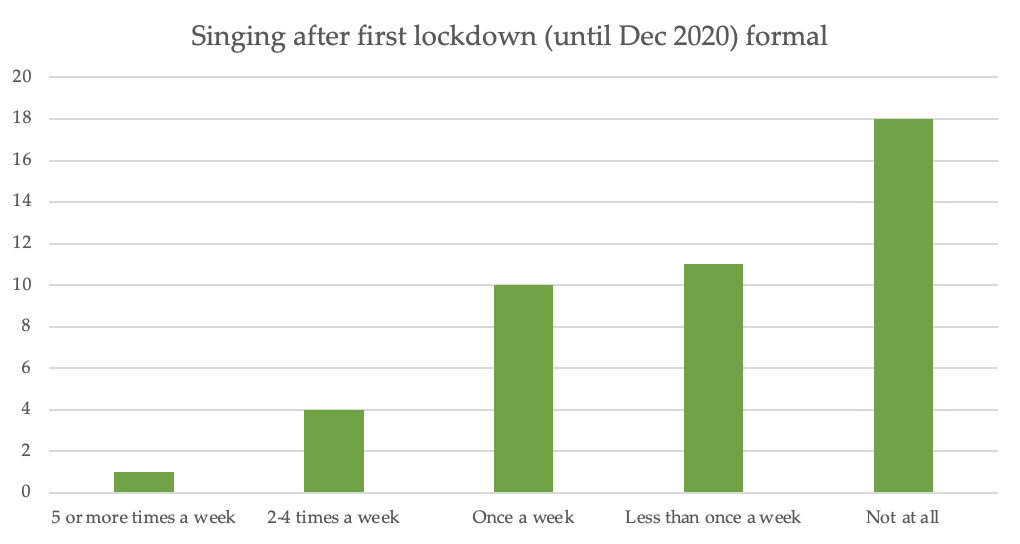 Singing after first lockdown (until Dec 2020) formal
20
18
16
14
12
10
8
6
4
2
0
5 or more times a week
2-4 times a week
Once a week
Less than once a week
Not at all